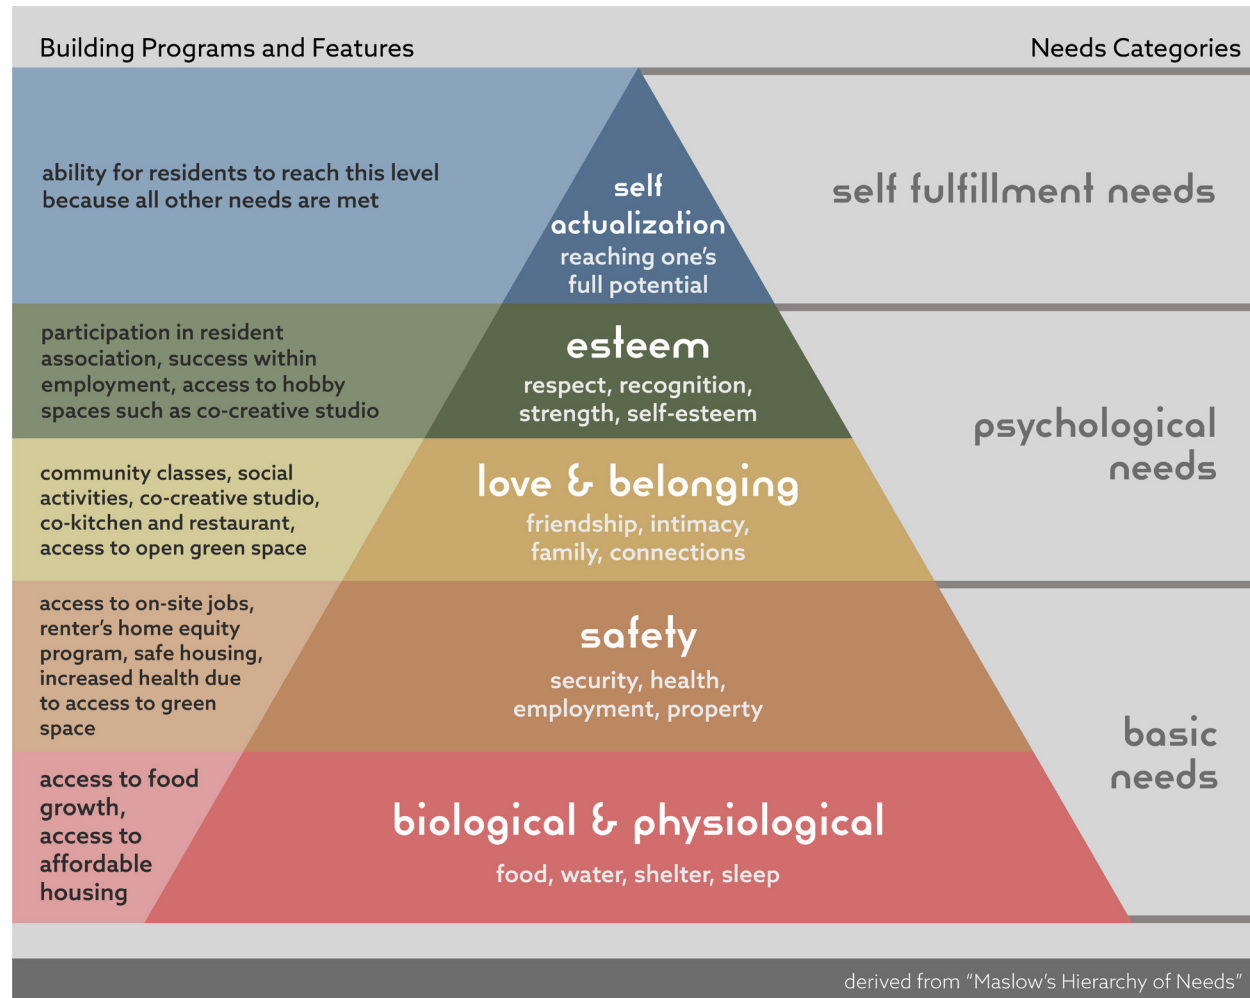 Building Programs and Features
Needs Categories
ability for residents to reach this level
because all other needs are met
self
actualization
reaching one's
full potential
self fulfillment needs
participation in resident
association, success within
employment, access to hobby
spaces such as co-creative studio
esteem
respect, recognition,
strength, self-esteem
psychological
needs
community classes, social
activities, co-creative studio,
co-kitchen and restaurant,
access to open green space
love & belonging
friendship, intimacy,
family, connections
access to on-site jobs,
renter's home equity
program, safe housing,
increased health due
to access to green
space
safety
security, health,
employment, property
basic
needs
access to food
growth,
access to
affordable
housing
biological & physiological
food, water, shelter, sleep
derived from "Maslow's Hierarchy of Needs"